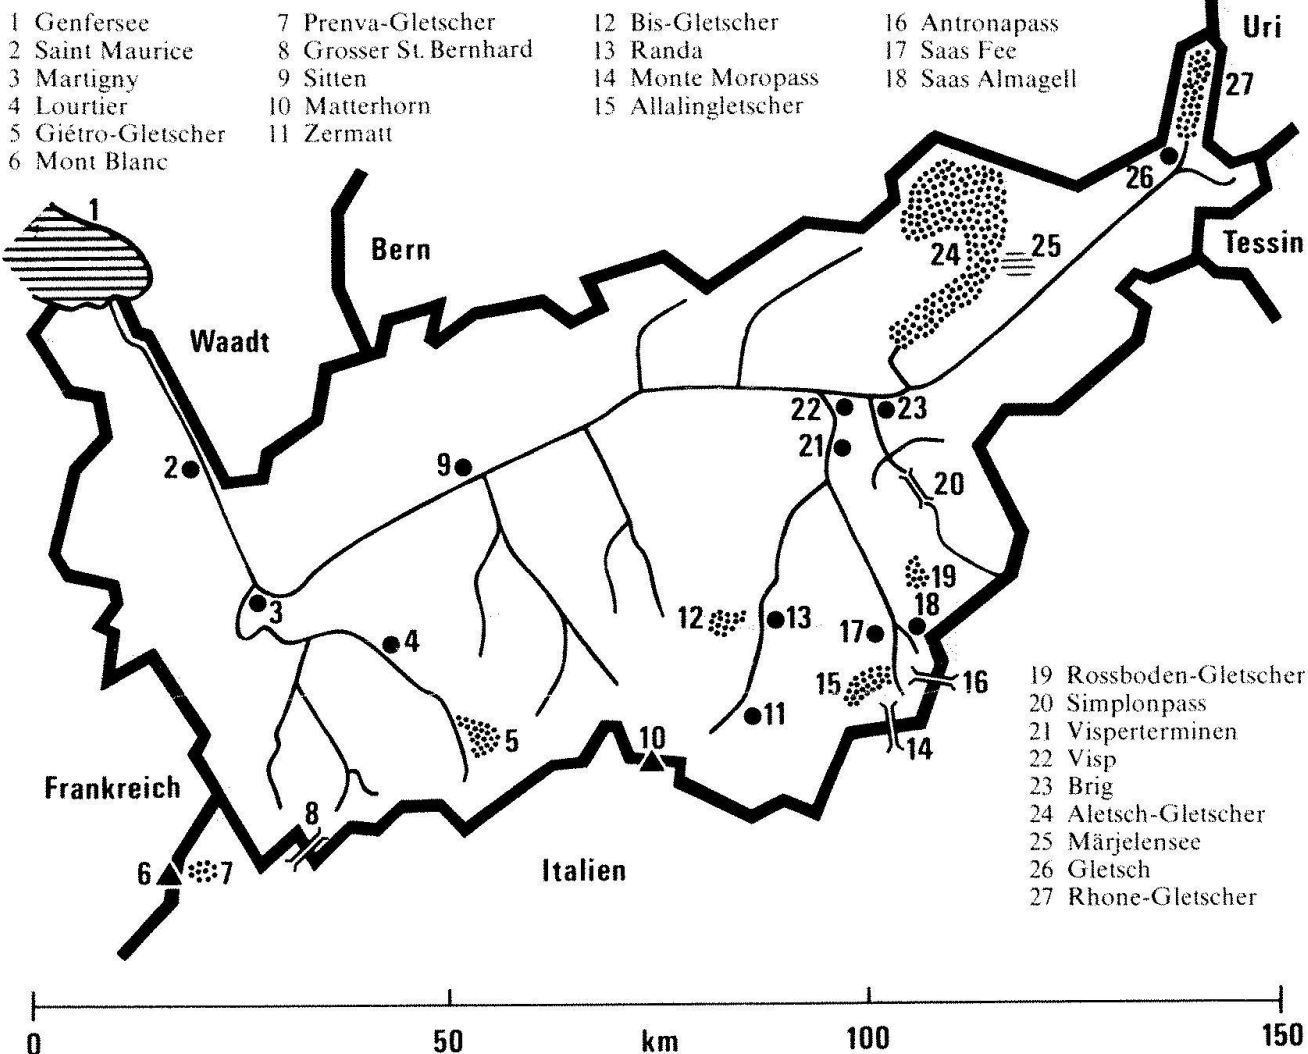 1 Genfersee
2 Saint Maurice
3 Martigny
4 Lourtier
5 Giétro-Gletscher
6 Mont Blanc
7 Prenva-Gletscher
8 Grosser St. Bernhard
9 Sitten
10 Matterhorn
11 Zermatt
12 Bis-Gletscher
13 Randa
14 Monte Moropass
15 Allalingletscher
16 Antronapass
17 Saas Fee
18 Saas Almagell
Uri
27
26
1
Bern
24
25
Tessin
Waadt
22
23
2
9
21
20
19
3
12
13
18
4
17
15
16
5
11
10
14
19 Rossboden-Gletscher
20 Simplonpass
21 Visperterminen
22 Visp
23 Brig
24 Aletsch-Gletscher
25 Märjelensee
26 Gletsch
27 Rhone-Gletscher
Frankreich
8
6
7
Italien
0
50
km
100
150